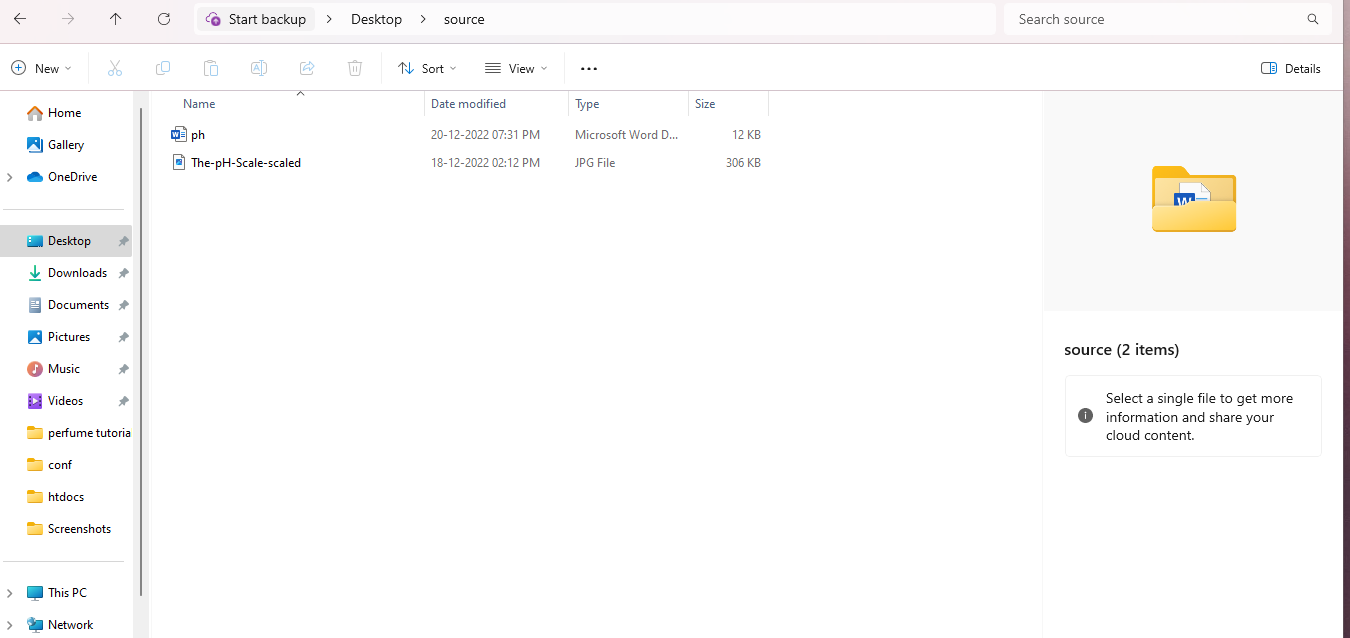 Start backup > Desktop > source
Search source
New Sort View ... Details
Name Date modified Type Size
ph 20-12-2022 07:31 PM Microsoft Word D... 12 KB
The-pH-Scale-scaled 18-12-2022 02:12 PM JPG File 306 KB
Home
Gallery
OneDrive
Desktop
Downloads
Documents
Pictures
Music
Videos
perfume tutoria
conf
htdocs
Screenshots
This PC
Network
W
source (2 items)
Select a single file to get more
information and share your
cloud content.